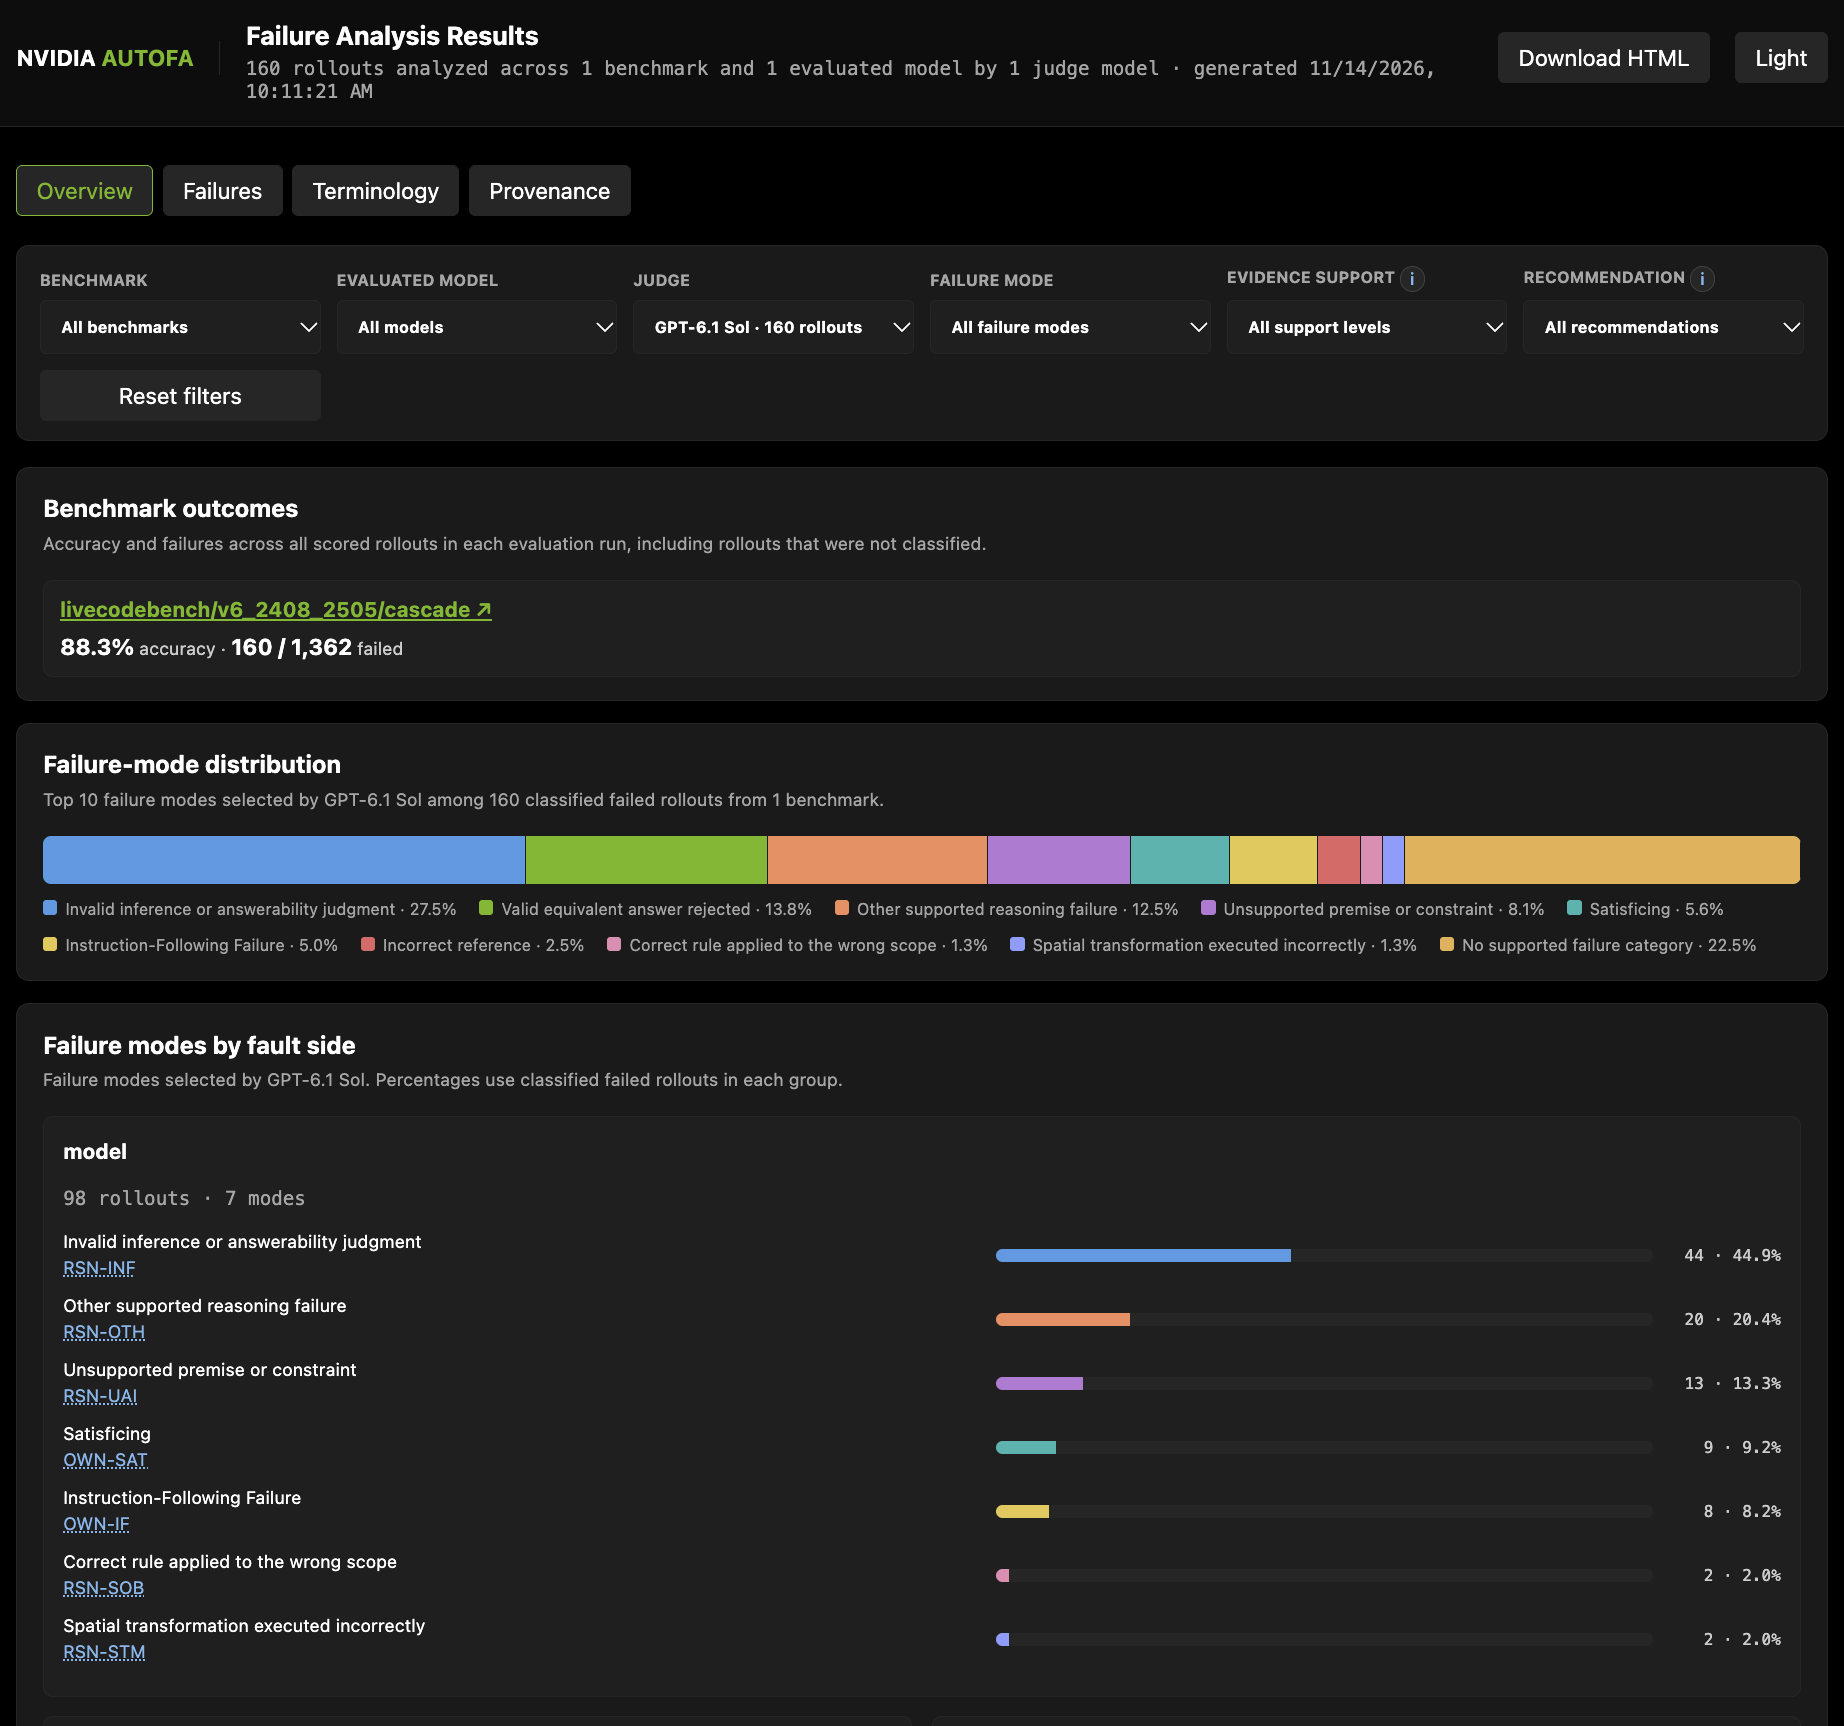 NVIDIA AUTOFA
Failure Analysis Results
160 rollouts analyzed across 1 benchmark and 1 evaluated model by 1 judge model · generated 11/14/2026,
10:11:21 AM
Download HTML
Light
Overview
Failures
Terminology
Provenance
BENCHMARK
All benchmarks
EVALUATED MODEL
All models
JUDGE
GPT-6.1 Sol · 160 rollouts
FAILURE MODE
All failure modes
EVIDENCE SUPPORT i
All support levels
RECOMMENDATION i
All recommendations
Reset filters
Benchmark outcomes
Accuracy and failures across all scored rollouts in each evaluation run, including rollouts that were not classified.
livecodebench/v6_2408_2505/cascade ↗
88.3% accuracy · 160 / 1,362 failed
Failure-mode distribution
Top 10 failure modes selected by GPT-6.1 Sol among 160 classified failed rollouts from 1 benchmark.
Invalid inference or answerability judgment · 27.5%
Valid equivalent answer rejected · 13.8%
Other supported reasoning failure · 12.5%
Unsupported premise or constraint · 8.1%
Satisficing · 5.6%
Instruction-Following Failure · 5.0%
Incorrect reference · 2.5%
Correct rule applied to the wrong scope · 1.3%
Spatial transformation executed incorrectly · 1.3%
No supported failure category · 22.5%
Failure modes by fault side
Failure modes selected by GPT-6.1 Sol. Percentages use classified failed rollouts in each group.
model
98 rollouts · 7 modes
Invalid inference or answerability judgment
RSN-INF
44 · 44.9%
Other supported reasoning failure
RSN-OTH
20 · 20.4%
Unsupported premise or constraint
RSN-UAI
13 · 13.3%
Satisficing
OWN-SAT
9 · 9.2%
Instruction-Following Failure
OWN-IF
8 · 8.2%
Correct rule applied to the wrong scope
RSN-SOB
2 · 2.0%
Spatial transformation executed incorrectly
RSN-STM
2 · 2.0%